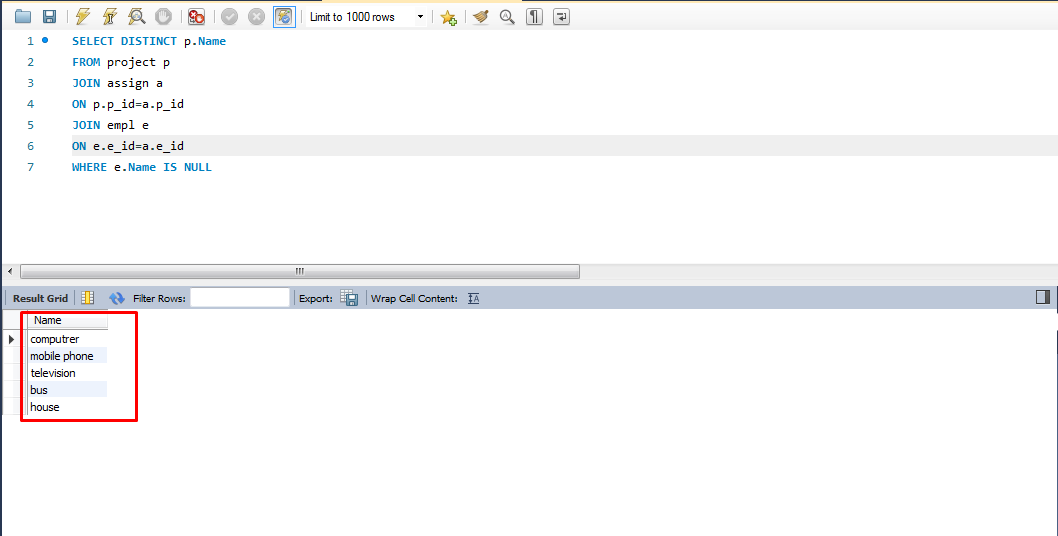 Limit to 1000 rows
1 SELECT DISTINCT p.Name
2 FROM project p
3 JOIN assign a
4 ON p.p_id=a.p_id
5 JOIN empl e
6 ON e.e_id=a.e_id
7 WHERE e.Name IS NULL
Result Grid Filter Rows: Export: Wrap Cell Content:
Name
computrer
mobile phone
television
bus
house